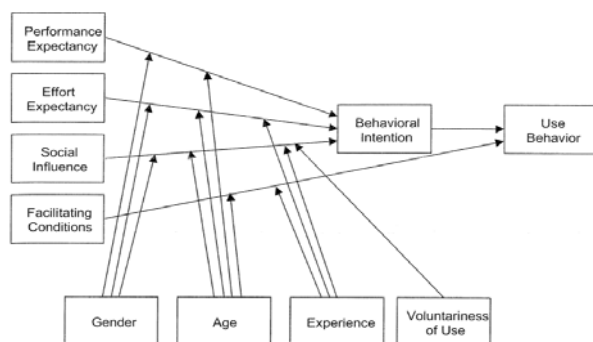 Performance
Expectancy
Effort
Expectancy
Social
Influence
Facilitating
Conditions
Behavioral
Intention
Use
Behavior
Gender
Age
Experience
Voluntariness
of Use